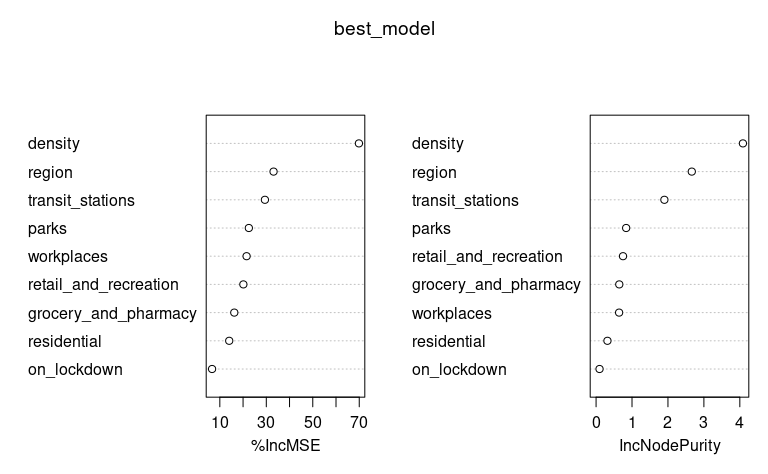 best_model
density
region
transit_stations
parks
workplaces
retail_and_recreation
grocery_and_pharmacy
residential
on_lockdown
10 30 50 70
%IncMSE
density
region
transit_stations
parks
retail_and_recreation
grocery_and_pharmacy
workplaces
residential
on_lockdown
0 1 2 3 4
IncNodePurity